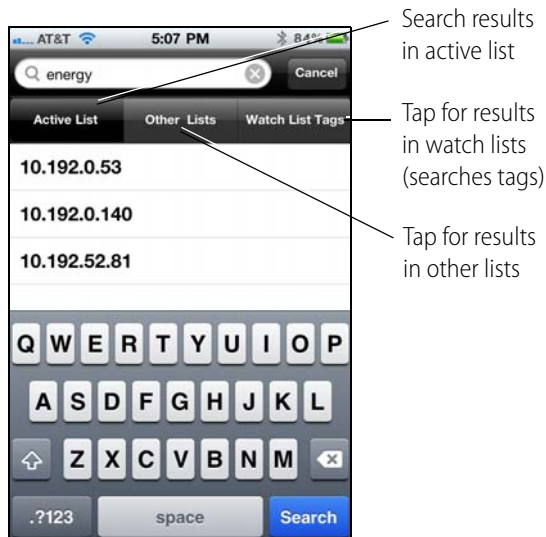 Search results
in active list
AT&T 5:07 PM 84%
energy Cancel
Active List Other Lists Watch List Tags
Tap for results
in watch lists
(searches tags)
10.192.0.53
10.192.0.140
10.192.52.81
Tap for results
in other lists
Q W E R T Y U I O P
A S D F G H J K L
Z X C V B N M
.?123 space Search